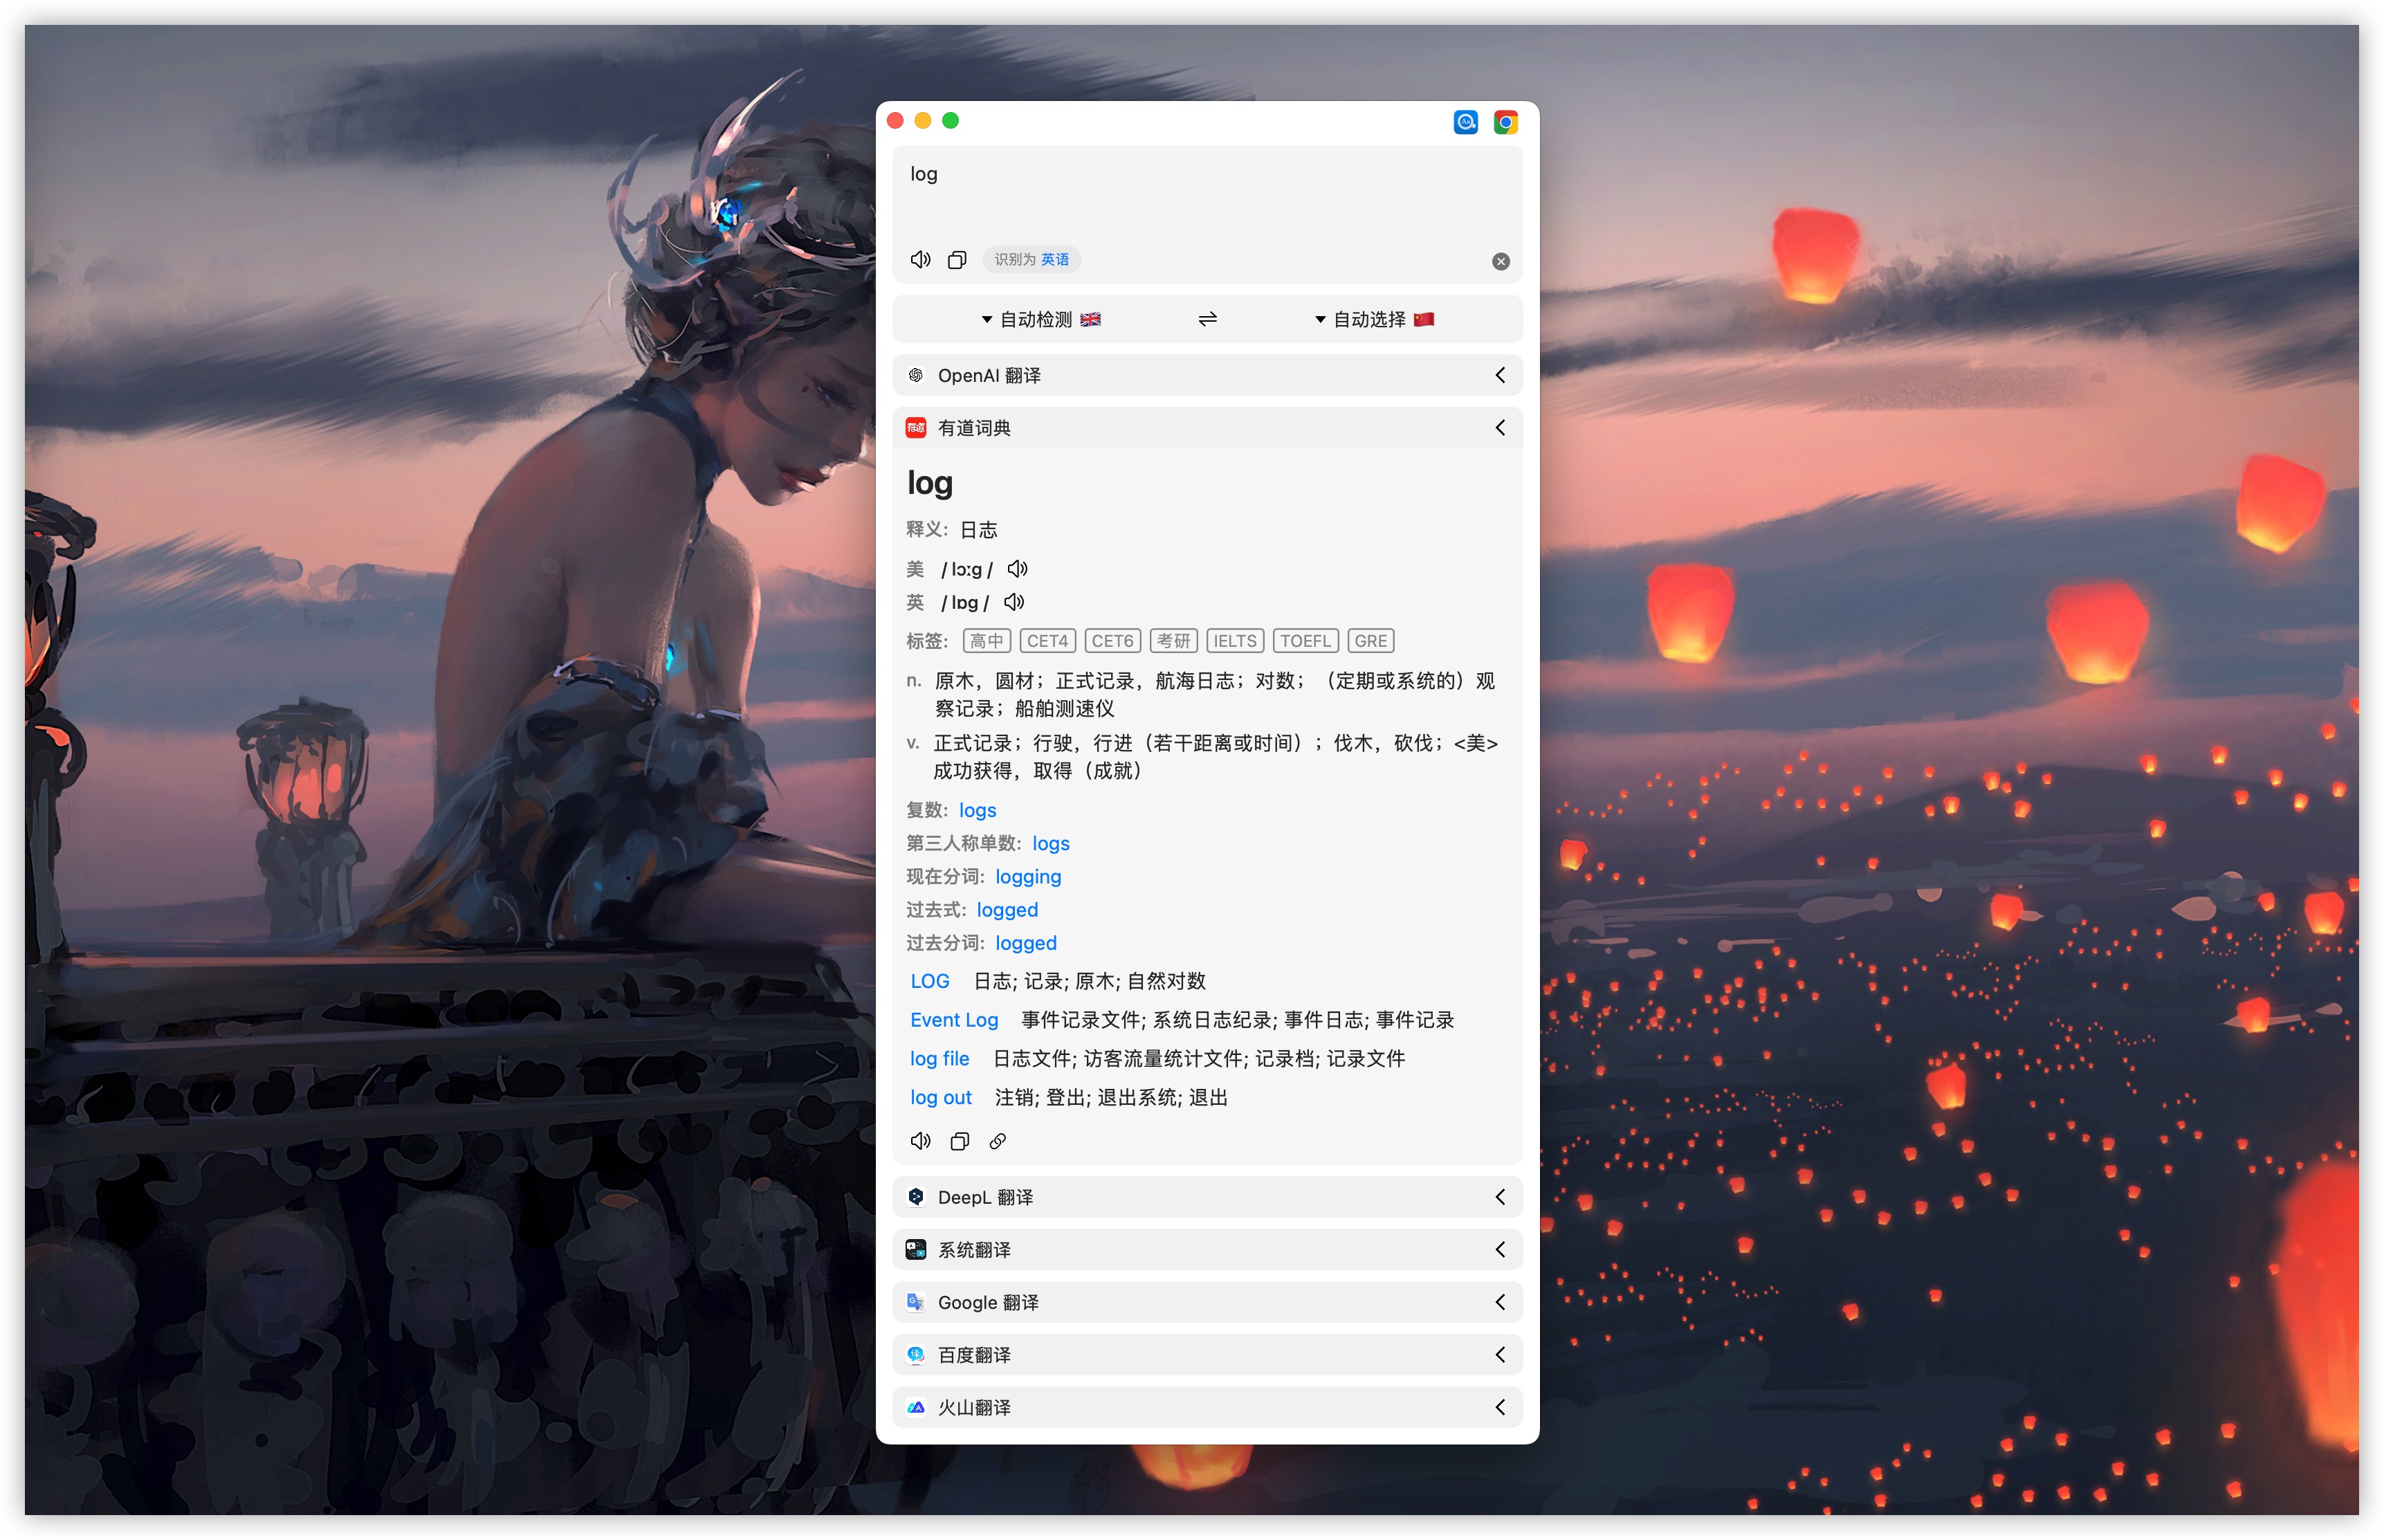 log
识别为 英语
自动检测 🇬🇧 ⇌ 自动选择 🇨🇳
OpenAI 翻译
有道 有道词典
log
释义: 日志
美 / lɔːɡ /
英 / lɒɡ /
标签: 高中 CET4 CET6 考研 IELTS TOEFL GRE
n. 原木，圆材；正式记录，航海日志；对数；（定期或系统的）观
察记录；船舶测速仪
v. 正式记录；行驶，行进（若干距离或时间）；伐木，砍伐；<美>
成功获得，取得（成就）
复数: logs
第三人称单数: logs
现在分词: logging
过去式: logged
过去分词: logged
LOG 日志; 记录; 原木; 自然对数
Event Log 事件记录文件; 系统日志纪录; 事件日志; 事件记录
log file 日志文件; 访客流量统计文件; 记录档; 记录文件
log out 注销; 登出; 退出系统; 退出
DeepL 翻译
系统翻译
Google 翻译
百度翻译
火山翻译